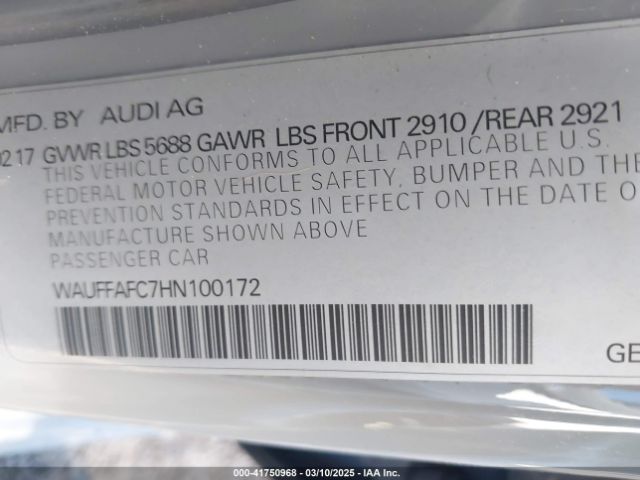 MFD. BY AUDI AG
02 17 GVWR LBS 5688 GAWR LBS FRONT 2910 / REAR 2921
THIS VEHICLE CONFORMS TO ALL APPLICABLE U.S.
FEDERAL MOTOR VEHICLE SAFETY, BUMPER AND THE
PREVENTION STANDARDS IN EFFECT ON THE DATE O
MANUFACTURE SHOWN ABOVE
PASSENGER CAR
WAUFFAFC7HN100172
GE
000-41750968 - 03/10/2025 - IAA Inc.